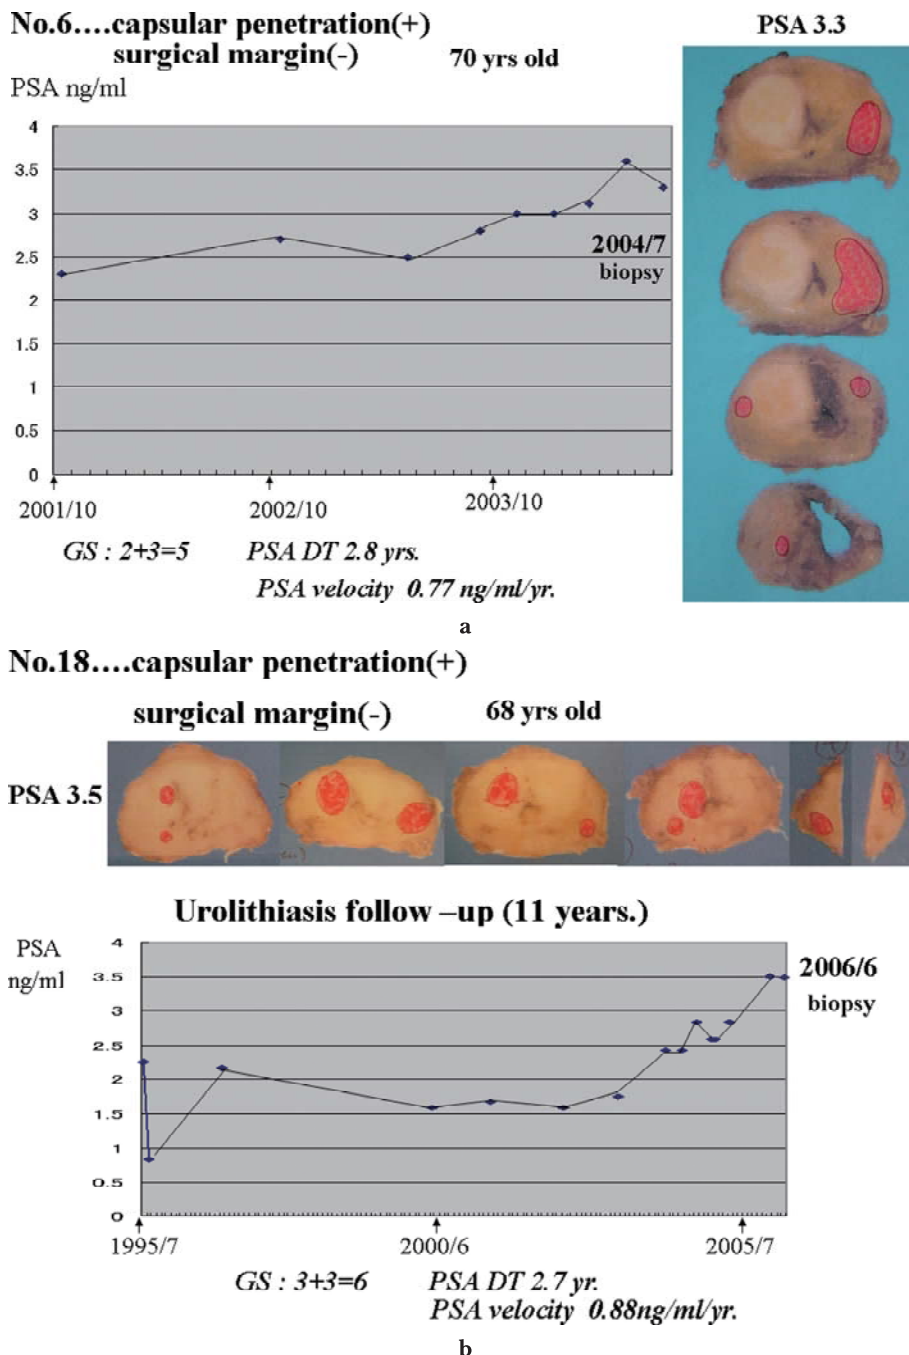 No.6....capsular penetration(+)
surgical margin(-) 70 yrs old
PSA 3.3
PSA ng/ml
4
3.5
3
2.5
2
1.5
1
0.5
0
2004/7
biopsy
2001/10 2002/10 2003/10
GS : 2+3=5 PSA DT 2.8 yrs.
PSA velocity 0.77 ng/ml/yr.
a
No.18....capsular penetration(+)
surgical margin(-) 68 yrs old
PSA 3.5
Urolithiasis follow –up (11 years.)
PSA
ng/ml
4
3.5
3
2.5
2
1.5
1
0.5
0
2006/6
biopsy
1995/7 2000/6 2005/7
GS : 3+3=6 PSA DT 2.7 yr.
PSA velocity 0.88ng/ml/yr.
b